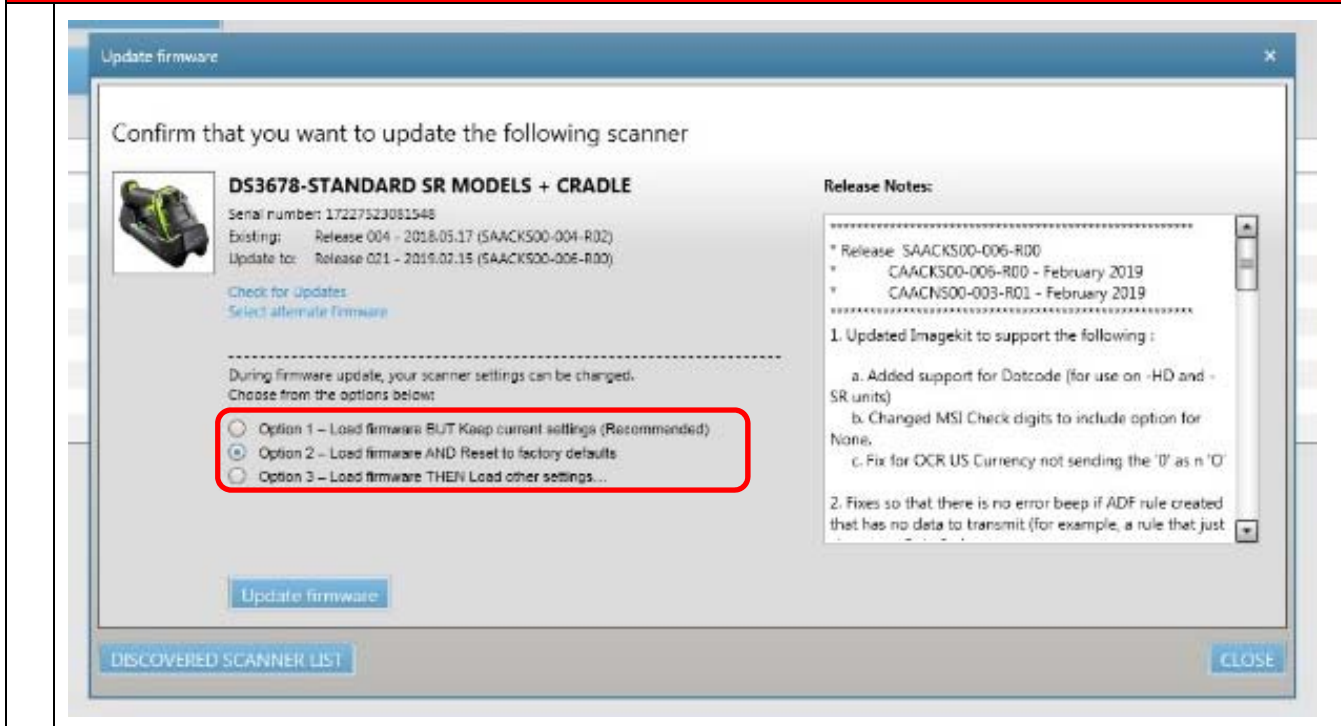 Update firmware
×
Confirm that you want to update the following scanner
DS3678-STANDARD SR MODELS + CRADLE
Serial number: 17227523081548
Existing: Release 004 - 2018.05.17 (SAACKS00-004-R02)
Update to: Release 021 - 2019.02.15 (SAACKS00-006-R00)
Check for Updates
Select alternate firmware
During firmware update, your scanner settings can be changed.
Choose from the options below:
Option 1 – Load firmware BUT Keep current settings (Recommended)
Option 2 – Load firmware AND Reset to factory defaults
Option 3 – Load firmware THEN Load other settings...
Update firmware
Release Notes:
* Release SAACKS00-006-R00
* CAACKS00-006-R00 - February 2019
* CAACNS00-003-R01 - February 2019
1. Updated Imagekit to support the following :
a. Added support for Dotcode (for use on -HD and -
SR units)
b. Changed MSI Check digits to include option for
None.
c. Fix for OCR US Currency not sending the '0' as n 'O'
2. Fixes so that there is no error beep if ADF rule created
that has no data to transmit (for example, a rule that just
DISCOVERED SCANNER LIST
CLOSE